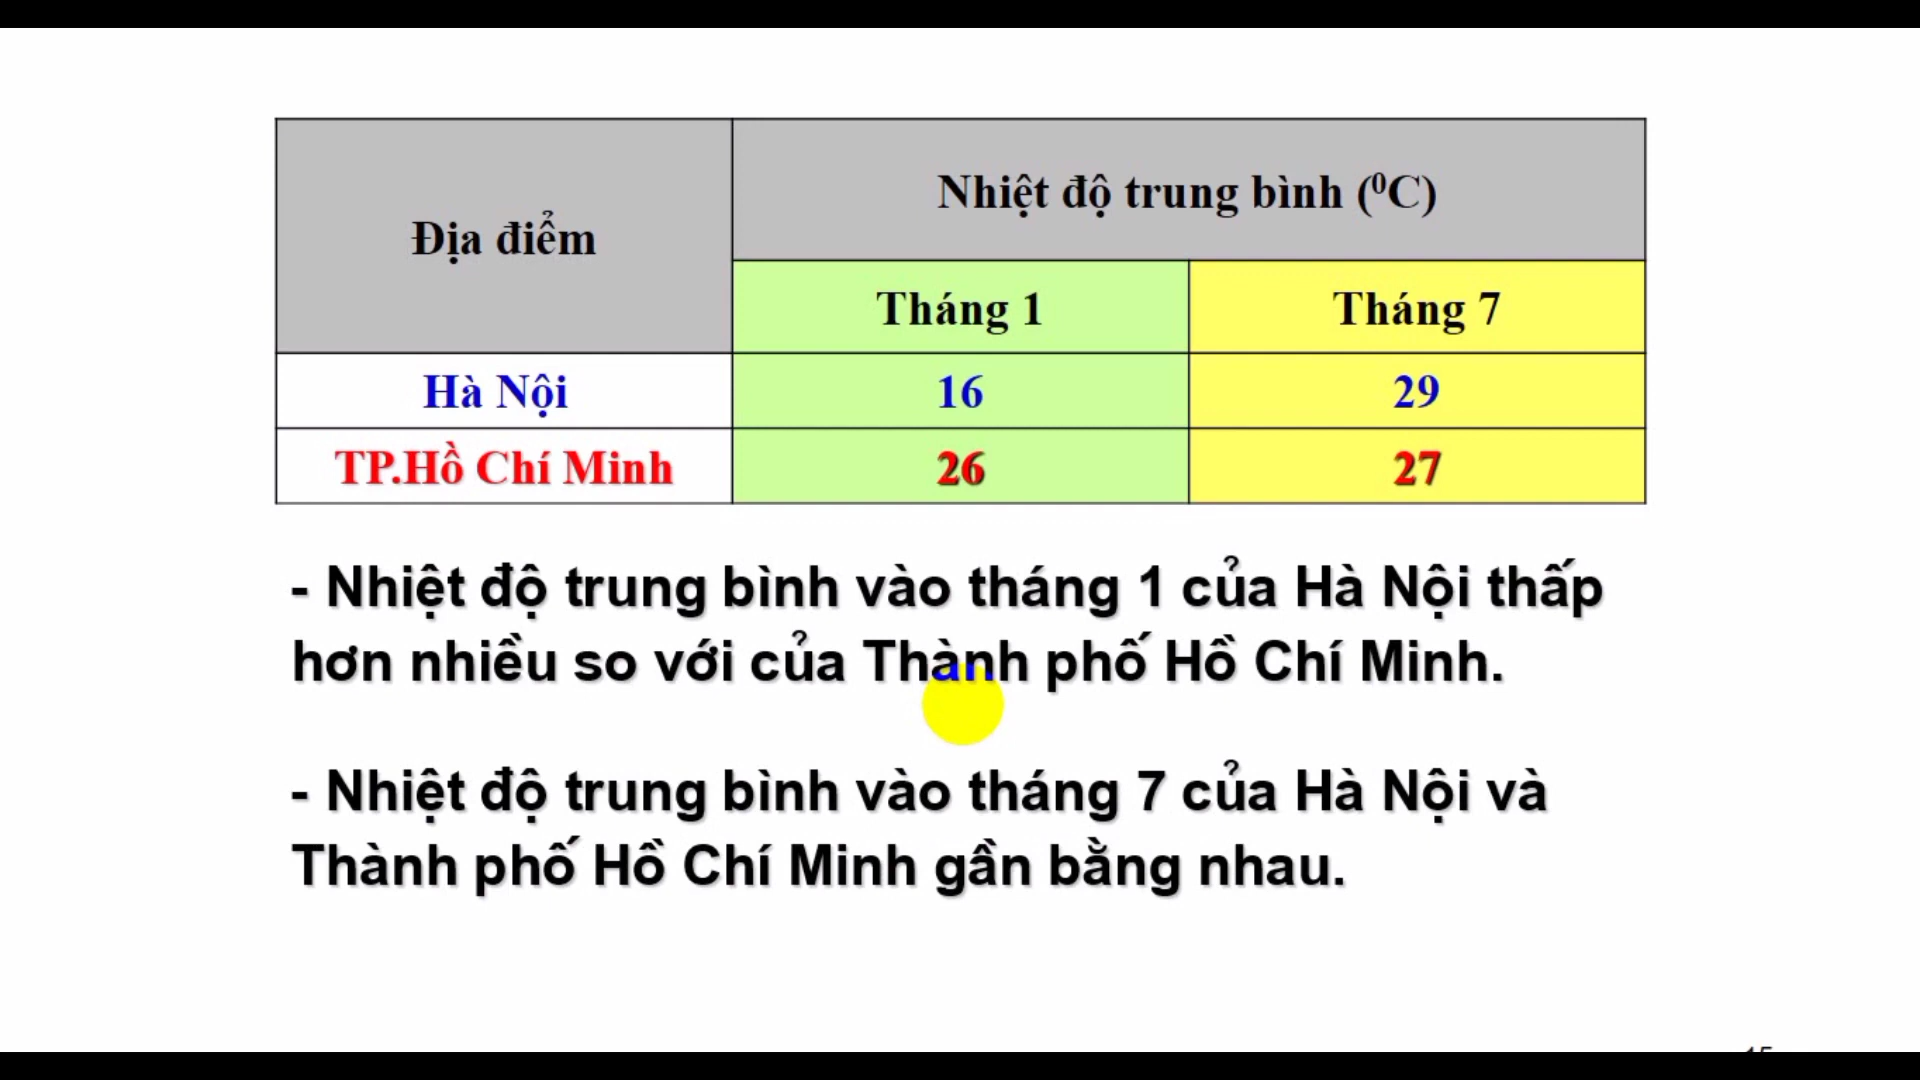 Địa điểm
Nhiệt độ trung bình (⁰C)
Tháng 1
Tháng 7
Hà Nội
16
29
TP.Hồ Chí Minh
26
27
- Nhiệt độ trung bình vào tháng 1 của Hà Nội thấp
hơn nhiều so với của Thành phố Hồ Chí Minh.
- Nhiệt độ trung bình vào tháng 7 của Hà Nội và
Thành phố Hồ Chí Minh gần bằng nhau.